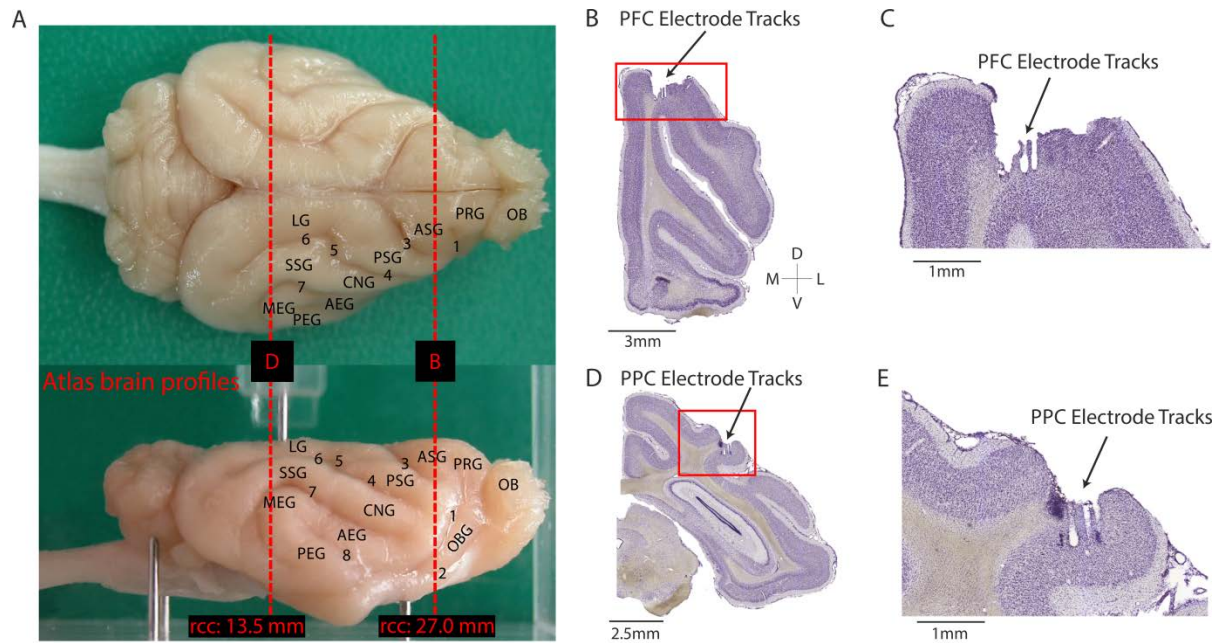 A
LG
6
5
SSG
7
MEG
PEG
AEG
CNG
4
PSG
3
ASG
1
PRG
OB
D
B
Atlas brain profiles
LG
6
5
SSG
7
MEG
PEG
AEG
8
CNG
4
3
PSG
ASG
PRG
OB
1
OBG
2
rcc: 13.5 mm
rcc: 27.0 mm
B
PFC Electrode Tracks
D
M
L
V
3mm
C
PFC Electrode Tracks
1mm
D
PPC Electrode Tracks
2.5mm
E
PPC Electrode Tracks
1mm